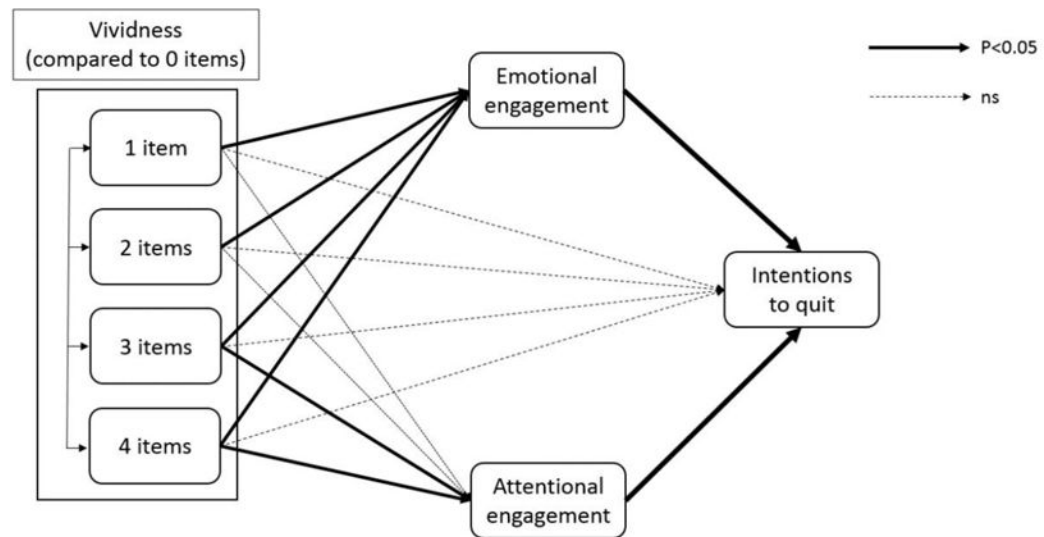 Vividness
(compared to 0 items)
1 item
2 items
3 items
4 items
Emotional
engagement
Attentional
engagement
Intentions
to quit
P<0.05
ns